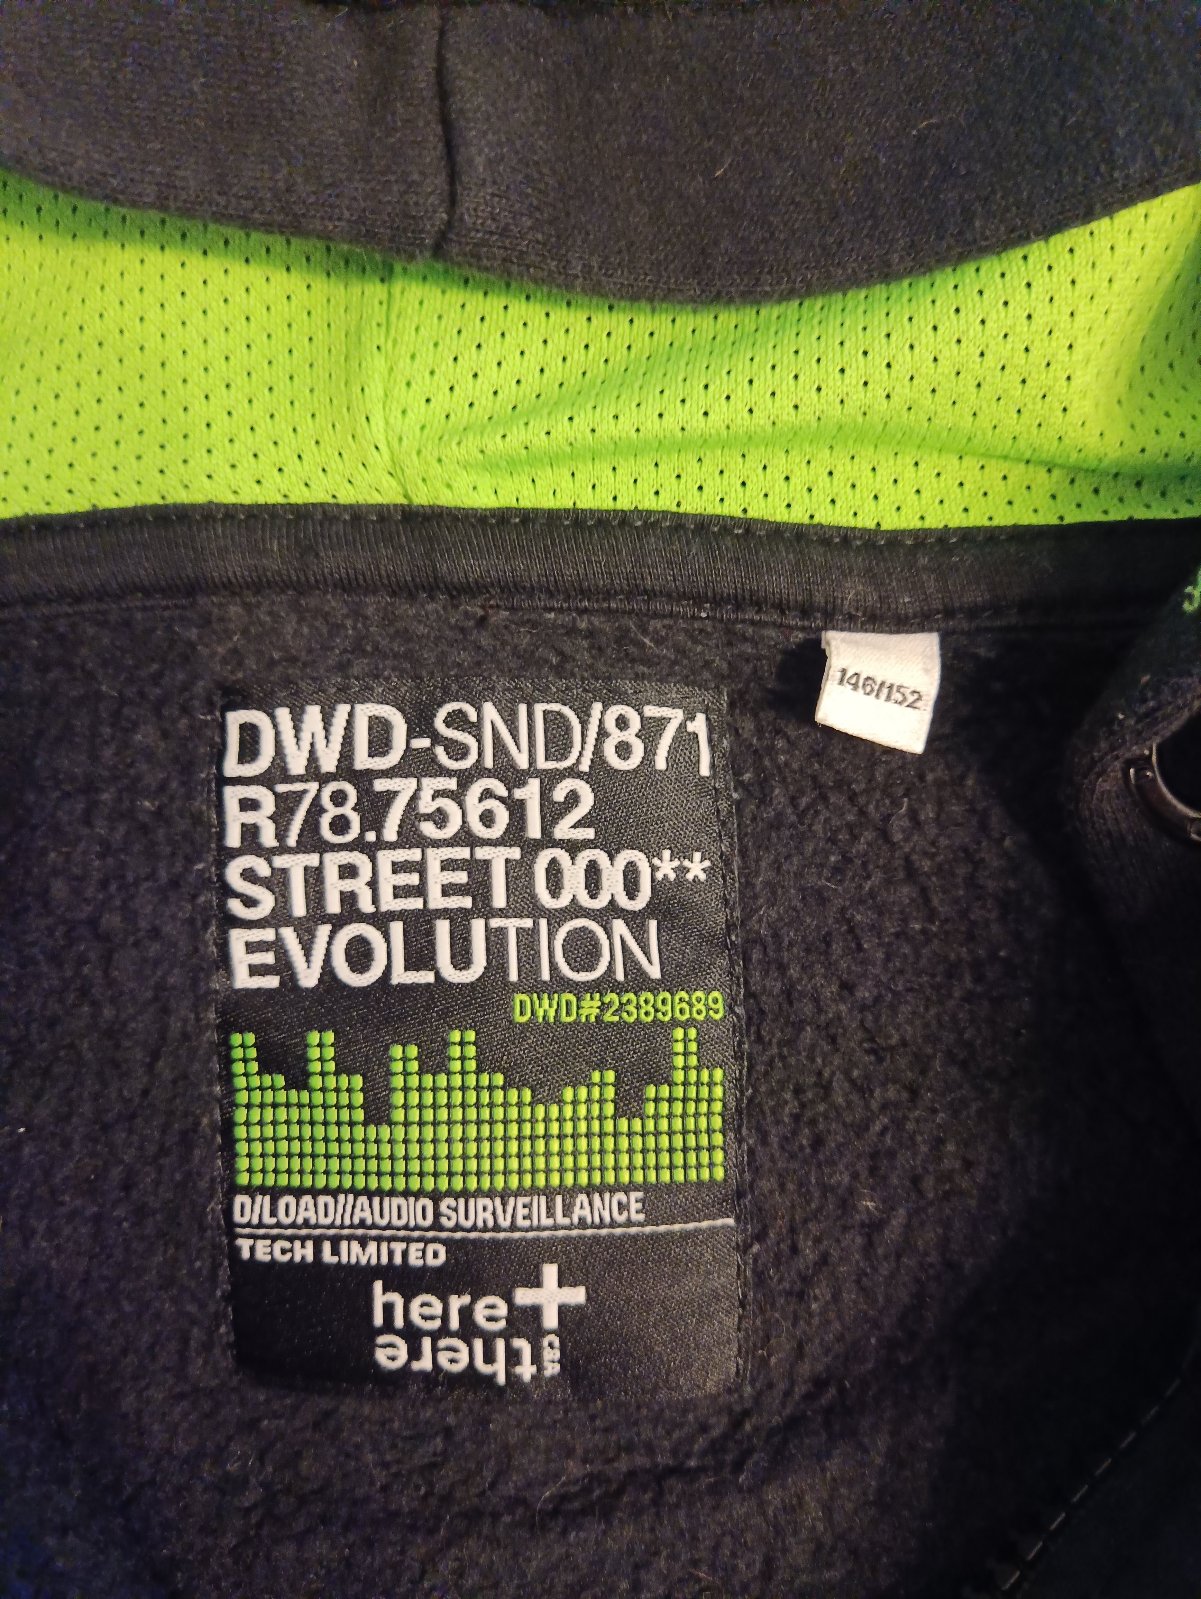 146/152
DWD-SND/871
R78.75612
STREET 000**
EVOLUTION
DWD#2389689
D/LOAD//AUDIO SURVEILLANCE
TECH LIMITED
here+
there
C&A